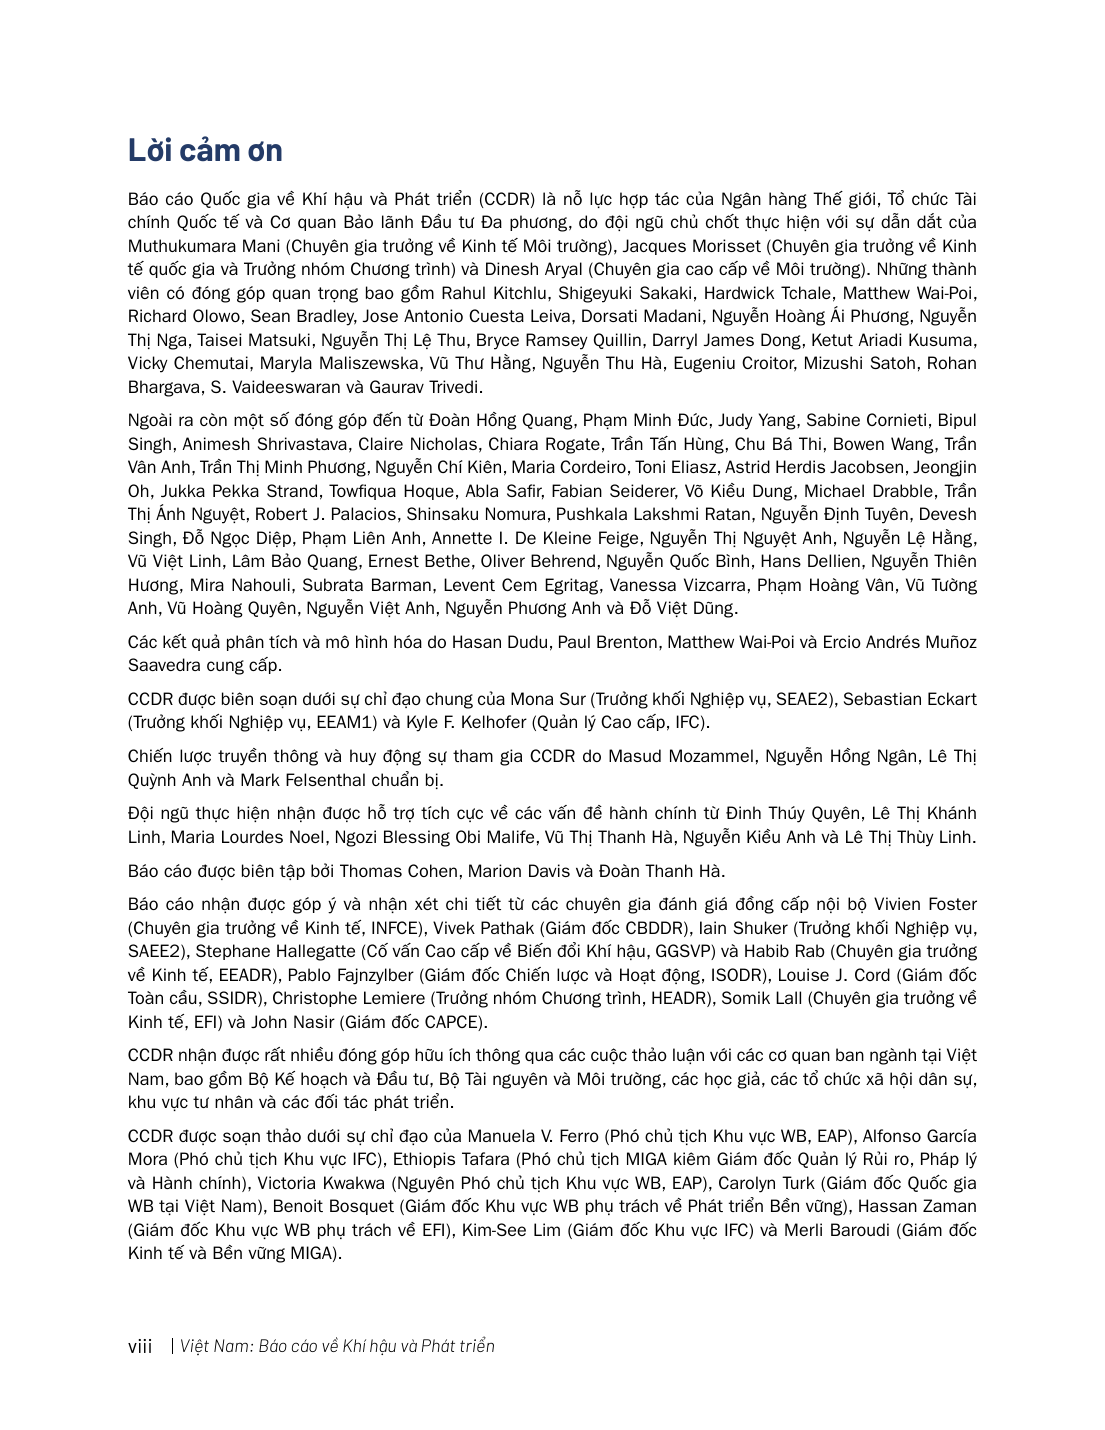 Lời cảm ơn
Báo cáo Quốc gia về Khí hậu và Phát triển (CCDR) là nỗ lực hợp tác của Ngân hàng Thế giới, Tổ chức Tài
chính Quốc tế và Cơ quan Bảo lãnh Đầu tư Đa phương, do đội ngũ chủ chốt thực hiện với sự dẫn dắt của
Muthukumara Mani (Chuyên gia trưởng về Kinh tế Môi trường), Jacques Morisset (Chuyên gia trưởng về Kinh
tế quốc gia và Trưởng nhóm Chương trình) và Dinesh Aryal (Chuyên gia cao cấp về Môi trường). Những thành
viên có đóng góp quan trọng bao gồm Rahul Kitchlu, Shigeyuki Sakaki, Hardwick Tchale, Matthew Wai-Poi,
Richard Olowo, Sean Bradley, Jose Antonio Cuesta Leiva, Dorsati Madani, Nguyễn Hoàng Ái Phương, Nguyễn
Thị Nga, Taisei Matsuki, Nguyễn Thị Lệ Thu, Bryce Ramsey Quillin, Darryl James Dong, Ketut Ariadi Kusuma,
Vicky Chemutai, Maryla Maliszewska, Vũ Thư Hằng, Nguyễn Thu Hà, Eugeniu Croitor, Mizushi Satoh, Rohan
Bhargava, S. Vaideeswaran và Gaurav Trivedi.
Ngoài ra còn một số đóng góp đến từ Đoàn Hồng Quang, Phạm Minh Đức, Judy Yang, Sabine Cornieti, Bipul
Singh, Animesh Shrivastava, Claire Nicholas, Chiara Rogate, Trần Tấn Hùng, Chu Bá Thi, Bowen Wang, Trần
Vân Anh, Trần Thị Minh Phương, Nguyễn Chí Kiên, Maria Cordeiro, Toni Eliasz, Astrid Herdis Jacobsen, Jeongjin
Oh, Jukka Pekka Strand, Towfiqua Hoque, Abla Safir, Fabian Seiderer, Võ Kiều Dung, Michael Drabble, Trần
Thị Ánh Nguyệt, Robert J. Palacios, Shinsaku Nomura, Pushkala Lakshmi Ratan, Nguyễn Định Tuyên, Devesh
Singh, Đỗ Ngọc Diệp, Phạm Liên Anh, Annette I. De Kleine Feige, Nguyễn Thị Nguyệt Anh, Nguyễn Lệ Hằng,
Vũ Việt Linh, Lâm Bảo Quang, Ernest Bethe, Oliver Behrend, Nguyễn Quốc Bình, Hans Dellien, Nguyễn Thiên
Hương, Mira Nahouli, Subrata Barman, Levent Cem Egritag, Vanessa Vizcarra, Phạm Hoàng Vân, Vũ Tường
Anh, Vũ Hoàng Quyên, Nguyễn Việt Anh, Nguyễn Phương Anh và Đỗ Việt Dũng.
Các kết quả phân tích và mô hình hóa do Hasan Dudu, Paul Brenton, Matthew Wai-Poi và Ercio Andrés Muñoz
Saavedra cung cấp.
CCDR được biên soạn dưới sự chỉ đạo chung của Mona Sur (Trưởng khối Nghiệp vụ, SEAE2), Sebastian Eckart
(Trưởng khối Nghiệp vụ, EEAM1) và Kyle F. Kelhofer (Quản lý Cao cấp, IFC).
Chiến lược truyền thông và huy động sự tham gia CCDR do Masud Mozammel, Nguyễn Hồng Ngân, Lê Thị
Quỳnh Anh và Mark Felsenthal chuẩn bị.
Đội ngũ thực hiện nhận được hỗ trợ tích cực về các vấn đề hành chính từ Đinh Thúy Quyên, Lê Thị Khánh
Linh, Maria Lourdes Noel, Ngozi Blessing Obi Malife, Vũ Thị Thanh Hà, Nguyễn Kiều Anh và Lê Thị Thùy Linh.
Báo cáo được biên tập bởi Thomas Cohen, Marion Davis và Đoàn Thanh Hà.
Báo cáo nhận được góp ý và nhận xét chi tiết từ các chuyên gia đánh giá đồng cấp nội bộ Vivien Foster
(Chuyên gia trưởng về Kinh tế, INFCE), Vivek Pathak (Giám đốc CBDDR), Iain Shuker (Trưởng khối Nghiệp vụ,
SAEE2), Stephane Hallegatte (Cố vấn Cao cấp về Biến đổi Khí hậu, GGSVP) và Habib Rab (Chuyên gia trưởng
về Kinh tế, EEADR), Pablo Fajnzylber (Giám đốc Chiến lược và Hoạt động, ISODR), Louise J. Cord (Giám đốc
Toàn cầu, SSIDR), Christophe Lemiere (Trưởng nhóm Chương trình, HEADR), Somik Lall (Chuyên gia trưởng về
Kinh tế, EFI) và John Nasir (Giám đốc CAPCE).
CCDR nhận được rất nhiều đóng góp hữu ích thông qua các cuộc thảo luận với các cơ quan ban ngành tại Việt
Nam, bao gồm Bộ Kế hoạch và Đầu tư, Bộ Tài nguyên và Môi trường, các học giả, các tổ chức xã hội dân sự,
khu vực tư nhân và các đối tác phát triển.
CCDR được soạn thảo dưới sự chỉ đạo của Manuela V. Ferro (Phó chủ tịch Khu vực WB, EAP), Alfonso García
Mora (Phó chủ tịch Khu vực IFC), Ethiopis Tafara (Phó chủ tịch MIGA kiêm Giám đốc Quản lý Rủi ro, Pháp lý
và Hành chính), Victoria Kwakwa (Nguyên Phó chủ tịch Khu vực WB, EAP), Carolyn Turk (Giám đốc Quốc gia
WB tại Việt Nam), Benoit Bosquet (Giám đốc Khu vực WB phụ trách về Phát triển Bền vững), Hassan Zaman
(Giám đốc Khu vực WB phụ trách về EFI), Kim-See Lim (Giám đốc Khu vực IFC) và Merli Baroudi (Giám đốc
Kinh tế và Bền vững MIGA).
viii | Việt Nam: Báo cáo về Khí hậu và Phát triển